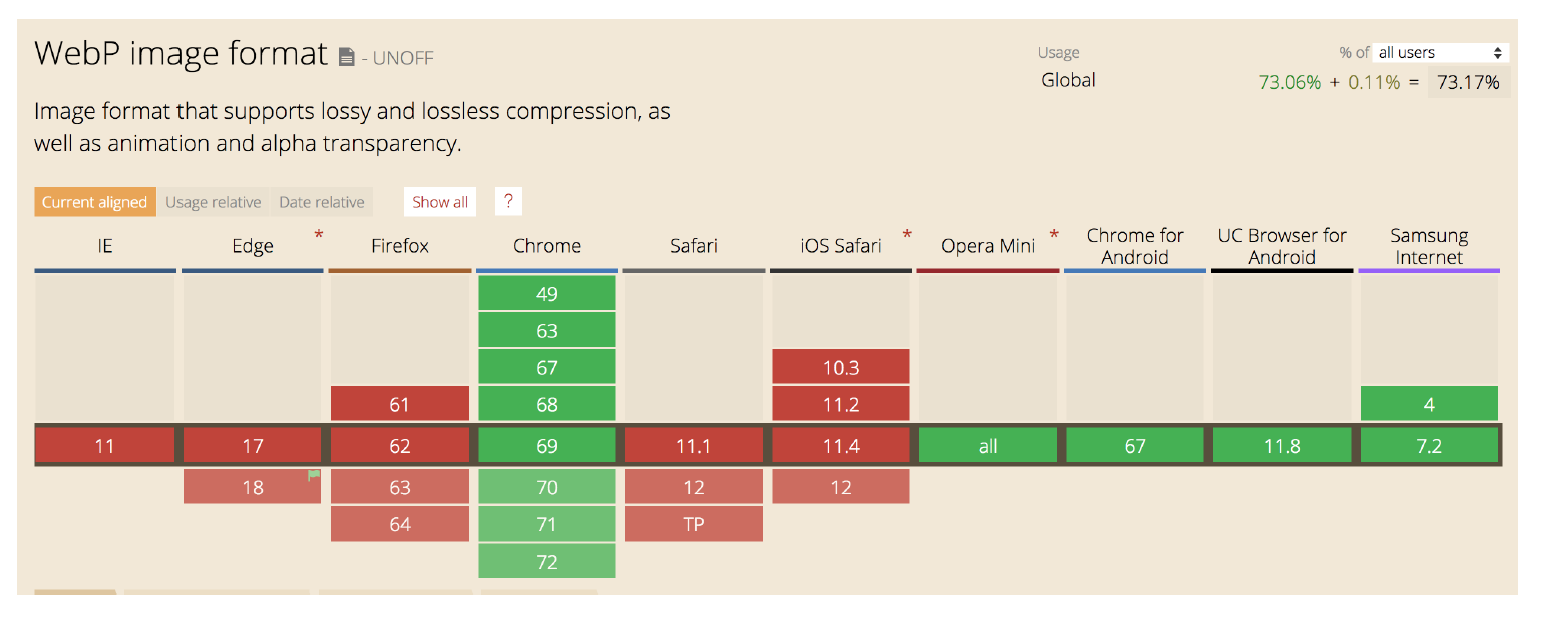 WebP image format - UNOFF
Usage % of all users
Global 73.06% + 0.11% = 73.17%
Image format that supports lossy and lossless compression, as
well as animation and alpha transparency.
Current aligned Usage relative Date relative Show all ?
IE Edge * Firefox Chrome Safari iOS Safari * Opera Mini * Chrome for Android UC Browser for Android Samsung Internet
49
63
67 10.3
61 68 11.2 4
11 17 62 69 11.1 11.4 all 67 11.8 7.2
18 63 70 12 12
64 71 TP
72